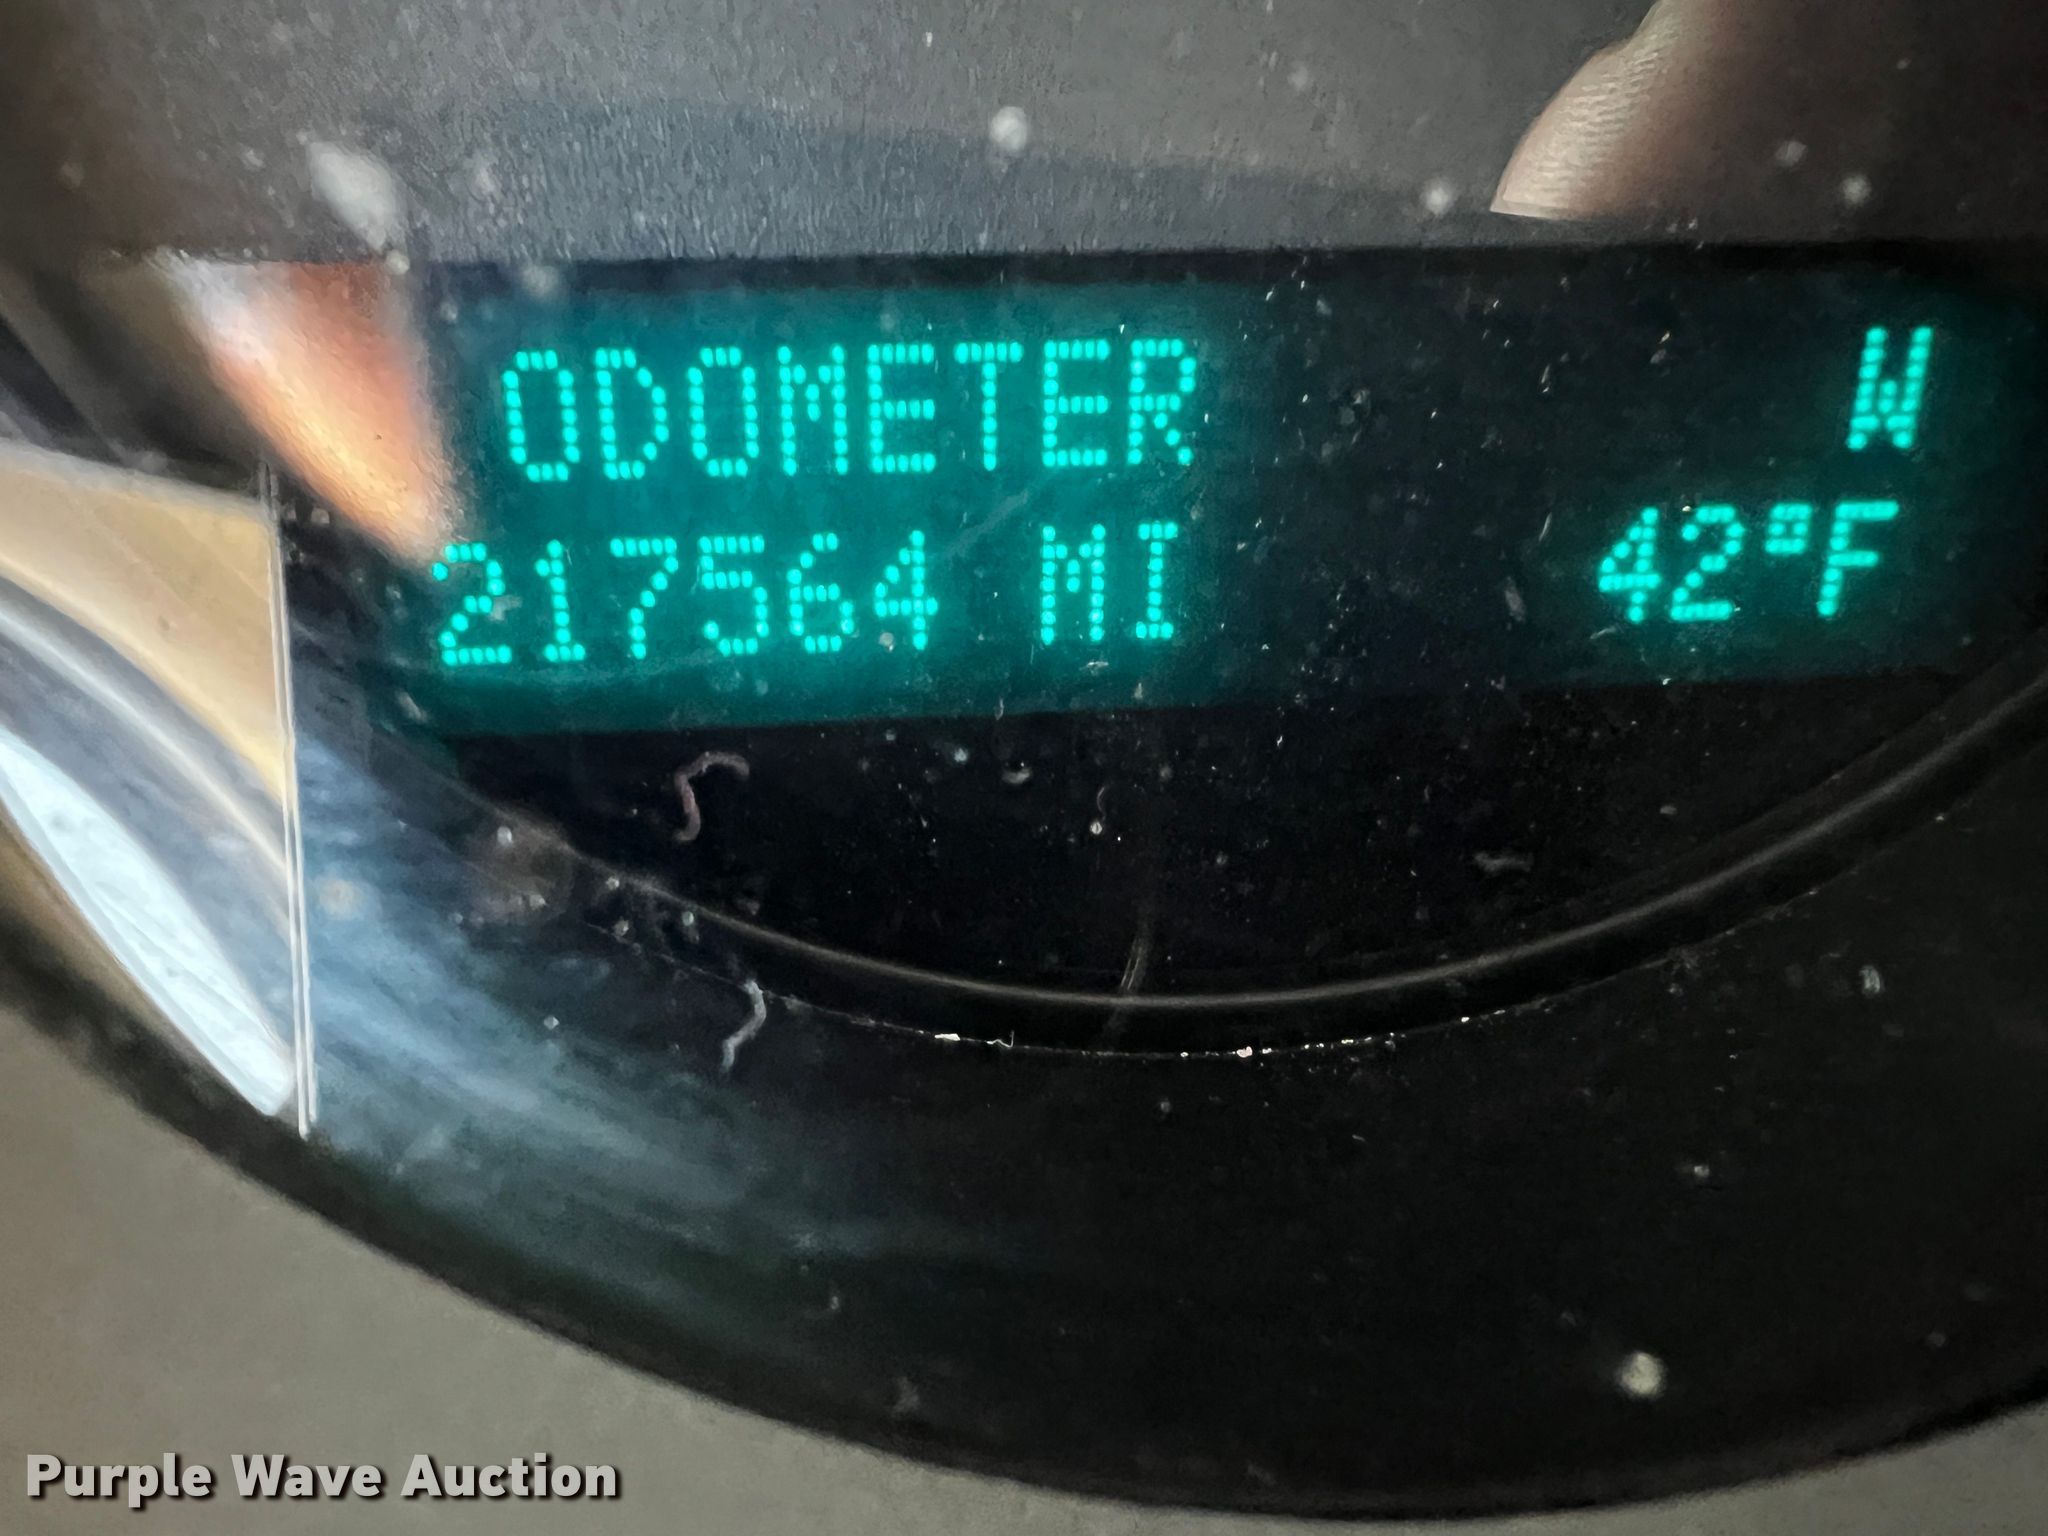 ODOMETER W
217564 MI 42°F
Purple Wave Auction